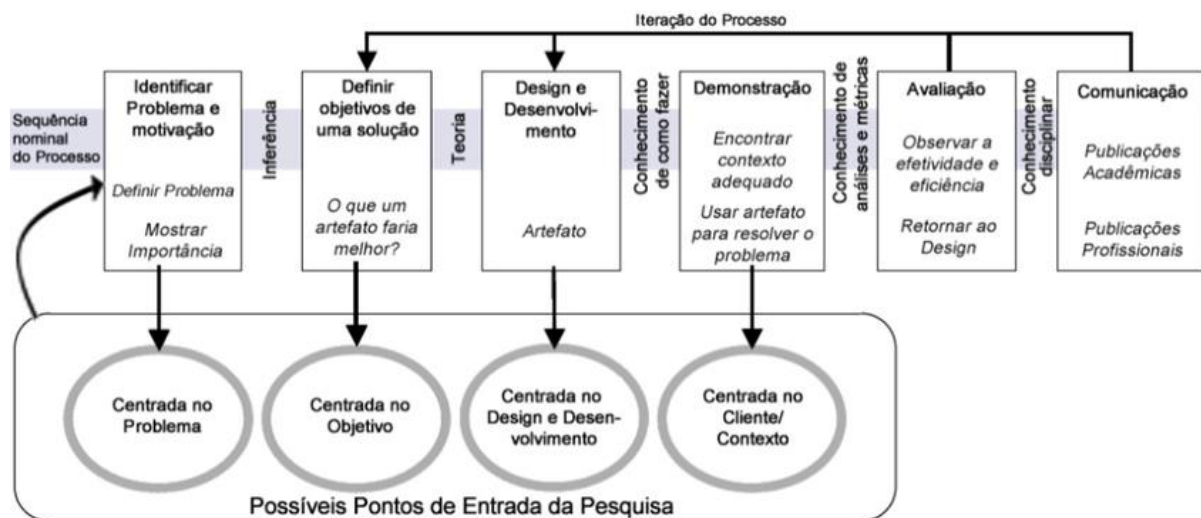 Iteração do Processo
Sequência
nominal
do Processo
Identificar
Problema e
motivação
Definir Problema
Mostrar
Importância
Inferência
Definir
objetivos de
uma solução
O que um
artefato faria
melhor?
Teoria
Design e
Desenvolvi-
mento
Artefato
Conhecimento
de como fazer
Demonstração
Encontrar
contexto
adequado
Usar artefato
para resolver o
problema
Conhecimento de
análises e métricas
Avaliação
Observar a
efetividade e
eficiência
Retornar ao
Design
Conhecimento
disciplinar
Comunicação
Publicações
Acadêmicas
Publicações
Profissionais
Centrada no
Problema
Centrada no
Objetivo
Centrada no
Design e Desen-
volvimento
Centrada no
Cliente/
Contexto
Possíveis Pontos de Entrada da Pesquisa